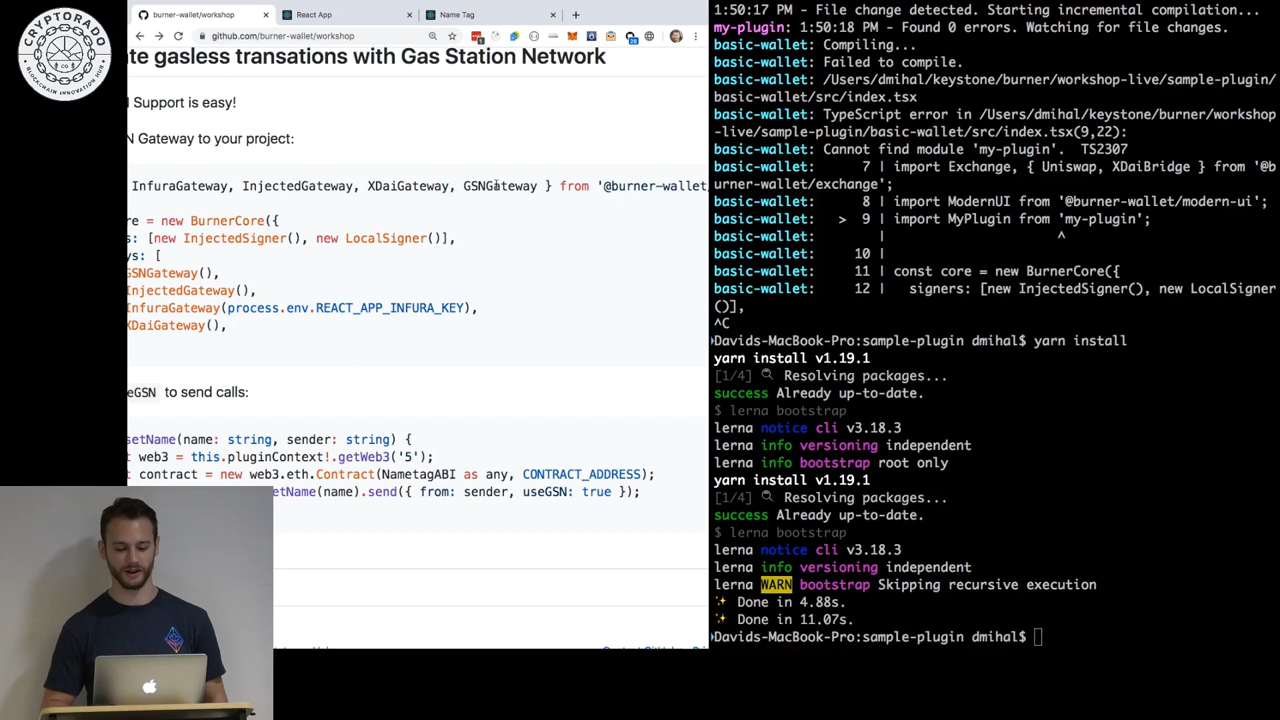 CRYPTORADO
BLOCKCHAIN INNOVATION HUB
burner-wallet/workshop
React App
Name Tag
github.com/burner-wallet/workshop
te gasless transations with Gas Station Network
l Support is easy!
N Gateway to your project:
InfuraGateway, InjectedGateway, XDaiGateway, GSNGateway } from '@burner-wallet,
re = new BurnerCore({
s: [new InjectedSigner(), new LocalSigner()],
ys: [
GSNGateway(),
InjectedGateway(),
InfuraGateway(process.env.REACT_APP_INFURA_KEY),
XDaiGateway(),
eGSN to send calls:
setName(name: string, sender: string) {
web3 = this.pluginContext!.getWeb3('5');
t contract = new web3.eth.Contract(NametagABI as any, CONTRACT_ADDRESS);
etName(name).send({ from: sender, useGSN: true });
1:50:17 PM - File change detected. Starting incremental compilation...
my-plugin: 1:50:18 PM - Found 0 errors. Watching for file changes.
basic-wallet: Compiling...
basic-wallet: Failed to compile.
basic-wallet: /Users/dmihal/keystone/burner/workshop-live/sample-plugin/
basic-wallet/src/index.tsx
basic-wallet: TypeScript error in /Users/dmihal/keystone/burner/workshop
-live/sample-plugin/basic-wallet/src/index.tsx(9,22):
basic-wallet: Cannot find module 'my-plugin'.  TS2307
basic-wallet: 7 | import Exchange, { Uniswap, XDaiBridge } from '@b
urner-wallet/exchange';
basic-wallet: 8 | import ModernUI from '@burner-wallet/modern-ui';
basic-wallet: > 9 | import MyPlugin from 'my-plugin';
basic-wallet: | ^
basic-wallet: 10 |
basic-wallet: 11 | const core = new BurnerCore({
basic-wallet: 12 | signers: [new InjectedSigner(), new LocalSigner
()],
^C
Davids-MacBook-Pro:sample-plugin dmihal$ yarn install
yarn install v1.19.1
[1/4] 🔍 Resolving packages...
success Already up-to-date.
$ lerna bootstrap
lerna notice cli v3.18.3
lerna info versioning independent
lerna info bootstrap root only
yarn install v1.19.1
[1/4] 🔍 Resolving packages...
success Already up-to-date.
$ lerna bootstrap
lerna notice cli v3.18.3
lerna info versioning independent
lerna WARN bootstrap Skipping recursive execution
✨ Done in 4.88s.
✨ Done in 11.07s.
Davids-MacBook-Pro:sample-plugin dmihal$